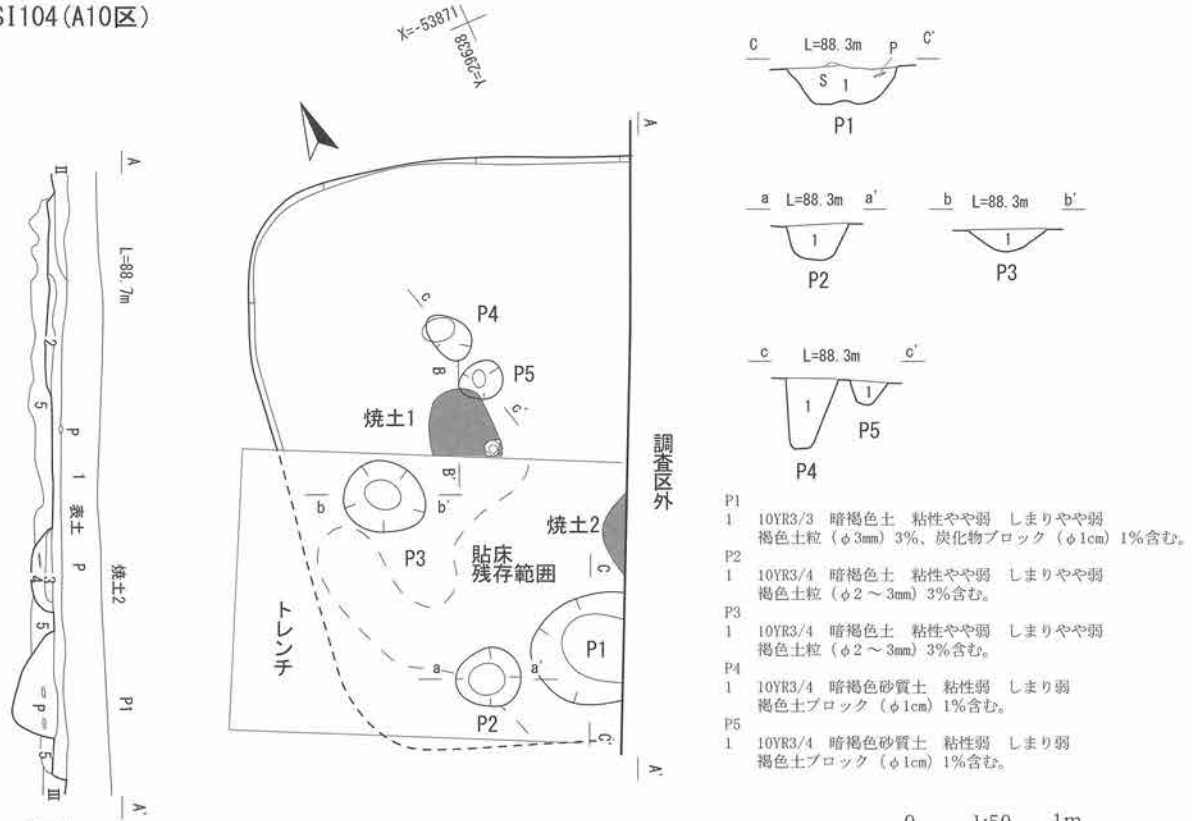 SI104(A10区)
X=-53871
Y=29638
A
A'
L=88.7m
Ⅱ
2
5
P
1 表土
P
3
4
焼土2
5
P
P1
5
Ⅲ
A
A'
c
P4
B
P5
c'
焼土1
B'
b
b'
P3
貼床
残存範囲
焼土2
C
トレンチ
P1
a
a'
P2
C'
調査区外
C L=88.3m P C'
S 1
P1
a L=88.3m a'
1
P2
b L=88.3m b'
1
P3
c L=88.3m c'
1
1
P4
P5
P1
1 10YR3/3 暗褐色土 粘性やや弱 しまりやや弱
褐色土粒(φ3mm)3%、炭化物ブロック(φ1cm)1%含む。
P2
1 10YR3/4 暗褐色土 粘性やや弱 しまりやや弱
褐色土粒(φ2～3mm)3%含む。
P3
1 10YR3/4 暗褐色土 粘性やや弱 しまりやや弱
褐色土粒(φ2～3mm)3%含む。
P4
1 10YR3/4 暗褐色砂質土 粘性弱 しまり弱
褐色土ブロック(φ1cm)1%含む。
P5
1 10YR3/4 暗褐色砂質土 粘性弱 しまり弱
褐色土ブロック(φ1cm)1%含む。
0 1:50 1m